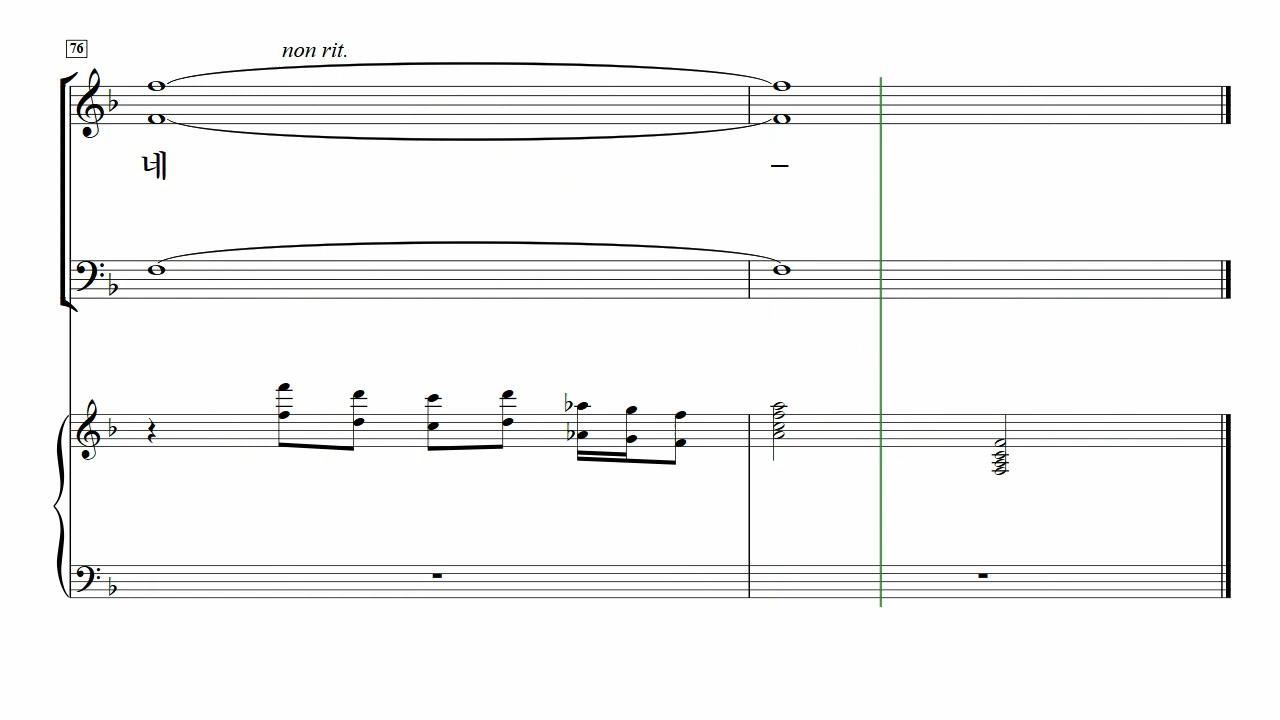 76
non rit.
네 –